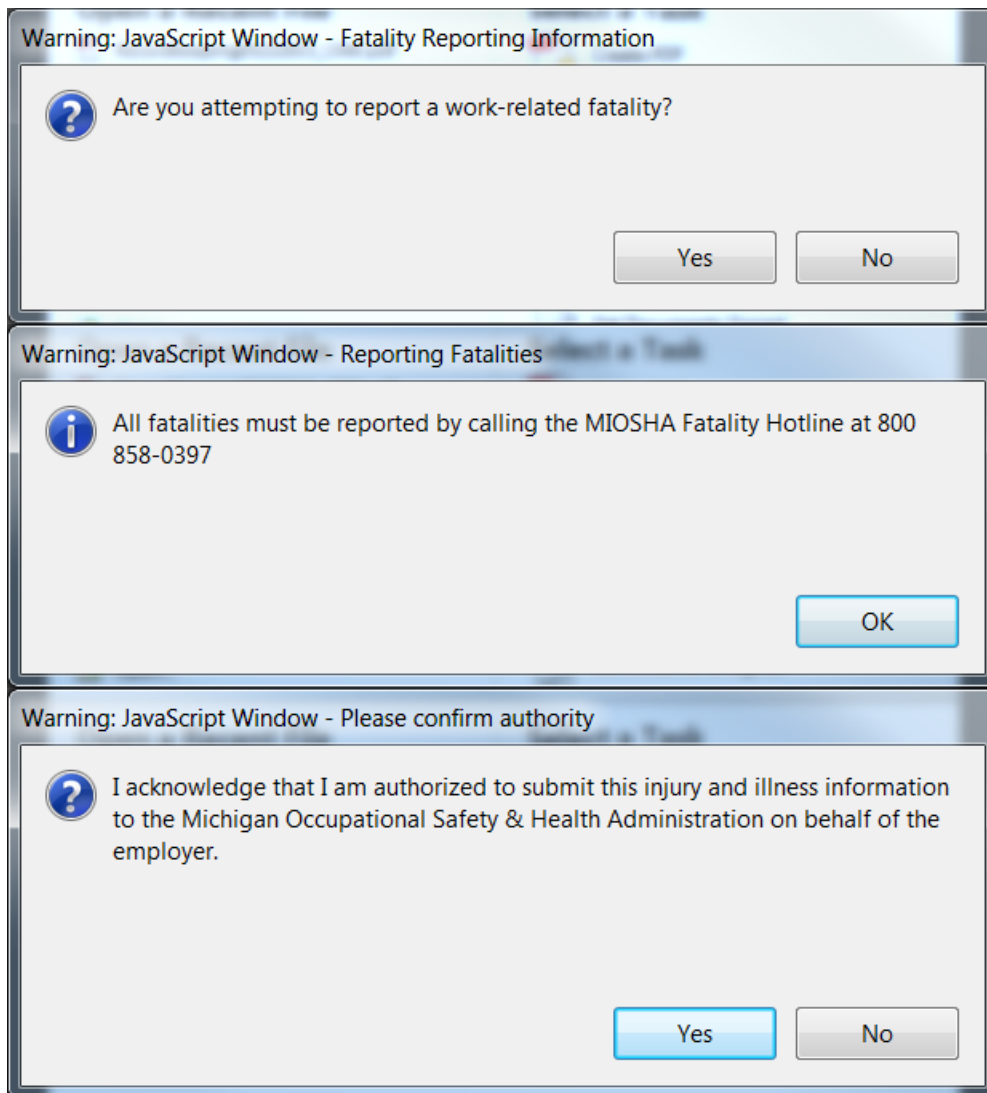 Warning: JavaScript Window - Fatality Reporting Information
Are you attempting to report a work-related fatality?
Yes No
Warning: JavaScript Window - Reporting Fatalities
Select a Task
All fatalities must be reported by calling the MIOSHA Fatality Hotline at 800
858-0397
OK
Warning: JavaScript Window - Please confirm authority
I acknowledge that I am authorized to submit this injury and illness information
to the Michigan Occupational Safety & Health Administration on behalf of the
employer.
Yes No